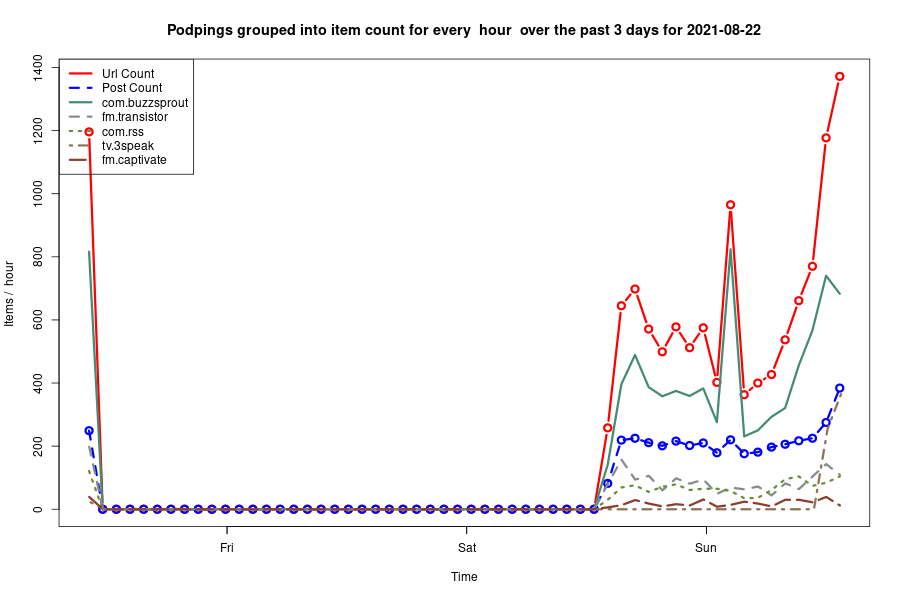 Podpings grouped into item count for every  hour  over the past 3 days for 2021-08-22
Url Count
Post Count
com.buzzsprout
fm.transistor
com.rss
tv.3speak
fm.captivate
Items /  hour
1400
1200
1000
800
600
400
200
0
Fri
Sat
Sun
Time